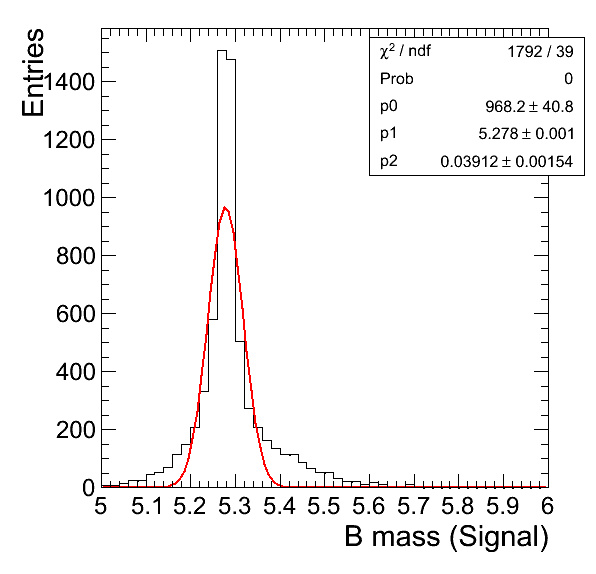 Entries
1400
1200
1000
800
600
400
200
0
χ² / ndf 1792 / 39
Prob 0
p0 968.2 ± 40.8
p1 5.278 ± 0.001
p2 0.03912 ± 0.00154
5 5.1 5.2 5.3 5.4 5.5 5.6 5.7 5.8 5.9 6
B mass (Signal)